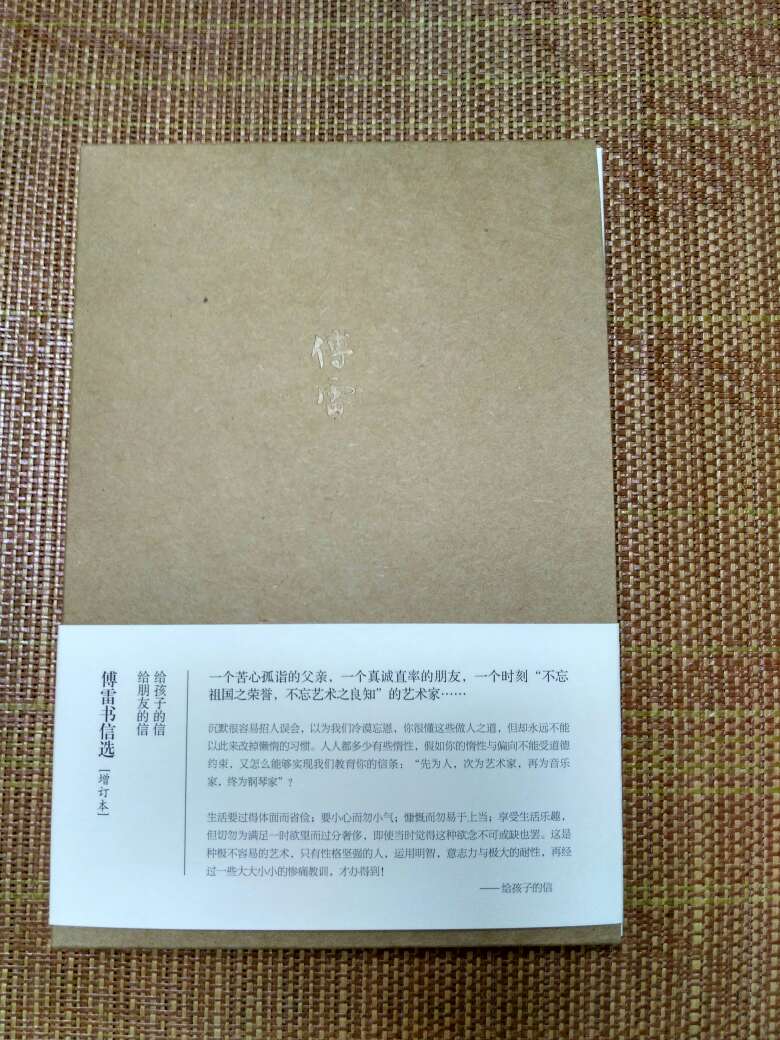 傅
雷
给孩子的信
给朋友的信
傅雷书信选 [增订本]
一个苦心孤诣的父亲，一个真诚直率的朋友，一个时刻“不忘
祖国之荣誉，不忘艺术之良知”的艺术家……
沉默很容易招人误会，以为我们冷漠忘恩，你很懂这些做人之道，但却永远不能
以此来改掉懒惰的习惯。人人都多少有些惰性，假如你的惰性与偏向不能受道德
约束，又怎么能够实现我们教育你的信条：“先为人，次为艺术家，再为音乐
家，终为钢琴家”？
生活要过得体面而省俭；要小心而勿小气；慷慨而勿易于上当；享受生活乐趣，
但切勿为满足一时欲望而过分奢侈，即使当时觉得这种欲念不可或缺也罢。这是
种极不容易的艺术，只有性格坚强的人，运用明智，意志力与极大的耐性，再经
过一些大大小小的惨痛教训，才办得到！
——给孩子的信